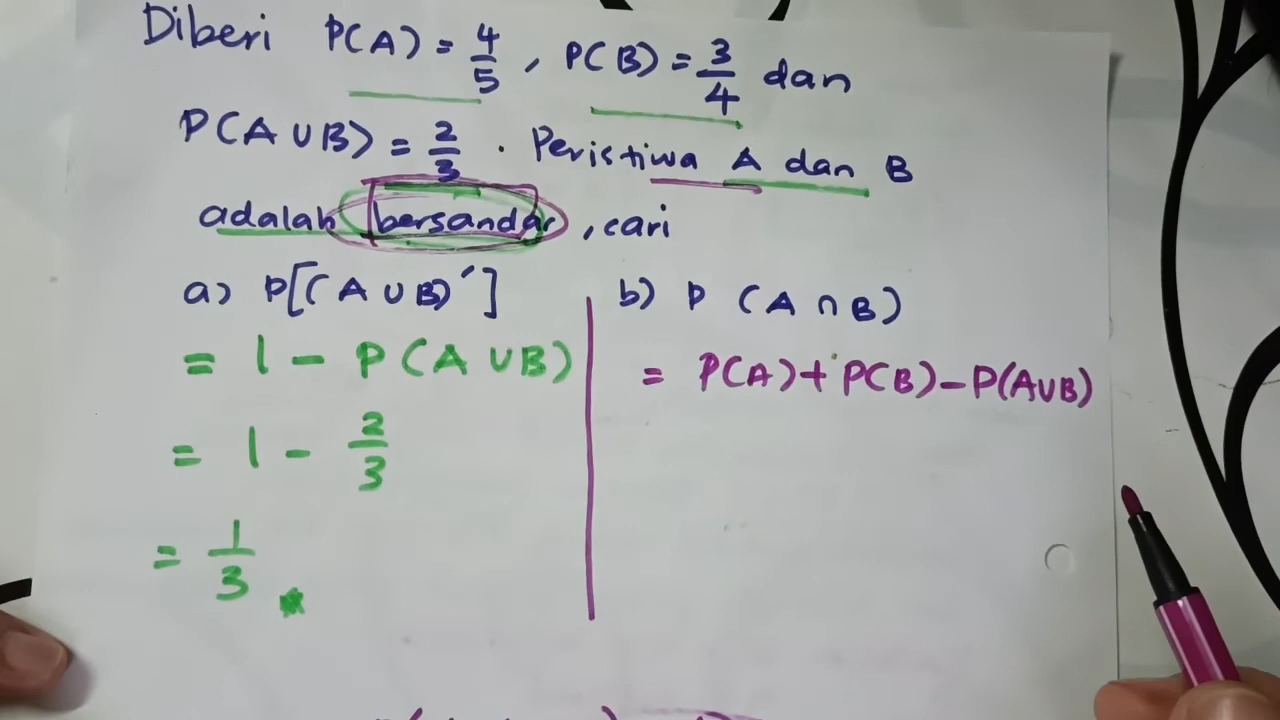 Diberi P(A) = 4/5, P(B) = 3/4 dan
P(A ∪ B) = 2/3 . Peristiwa A dan B
adalah bersandar, cari
a) P[(A ∪ B)′]
= 1 - P(A ∪ B)
= 1 - 2/3
= 1/3
b) P (A ∩ B)
= P(A) + P(B) - P(A∪B)